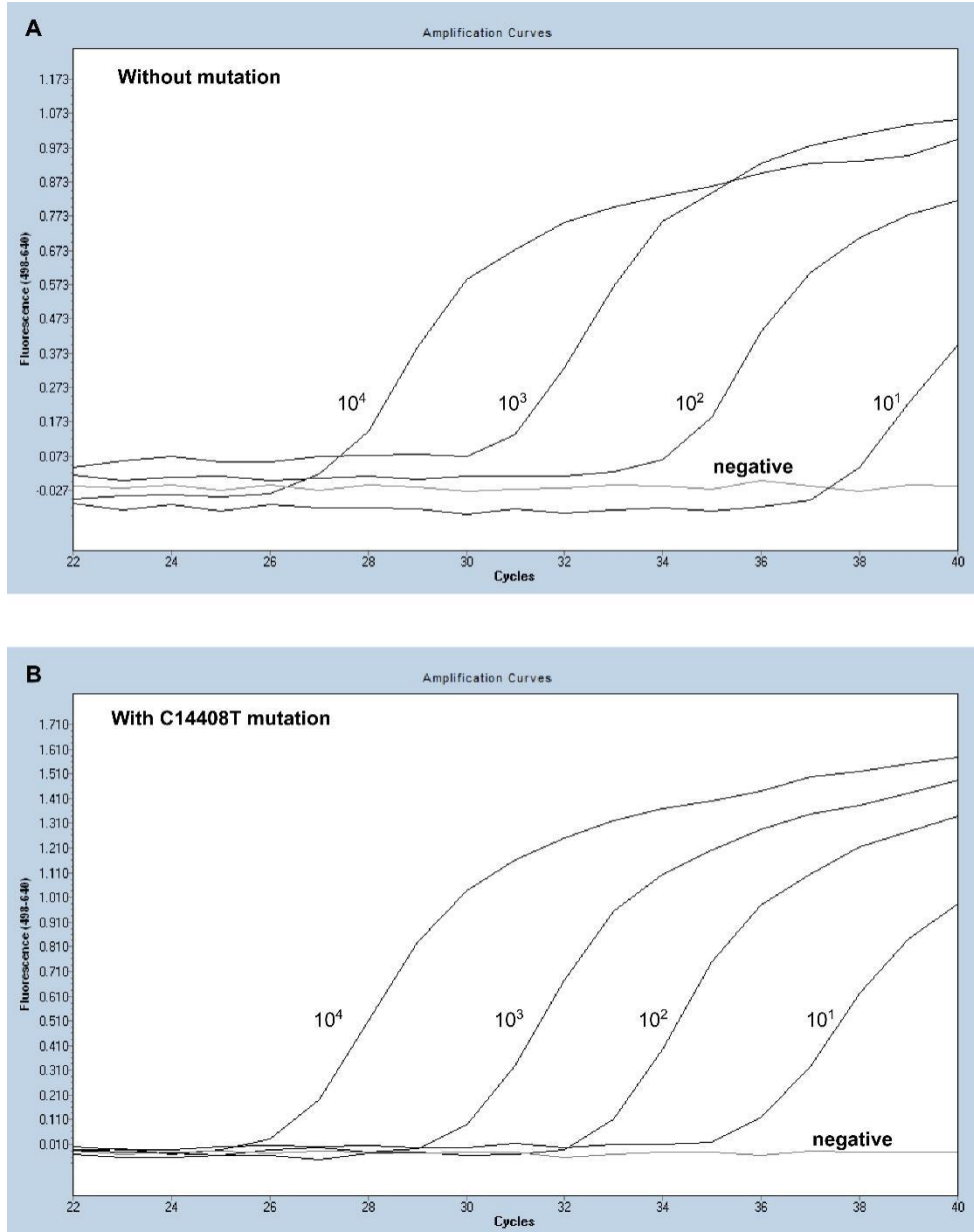 A
Amplification Curves
Without mutation
1.173
1.073
0.973
0.873
0.773
0.673
0.573
0.473
0.373
0.273
0.173
0.073
-0.027
Fluorescence (498-640)
10⁴
10³
10²
10¹
negative
22 24 26 28 30 32 34 36 38 40
Cycles
B
Amplification Curves
With C14408T mutation
1.710
1.610
1.510
1.410
1.310
1.210
1.110
1.010
0.910
0.810
0.710
0.610
0.510
0.410
0.310
0.210
0.110
0.010
Fluorescence (498-640)
10⁴
10³
10²
10¹
negative
22 24 26 28 30 32 34 36 38 40
Cycles